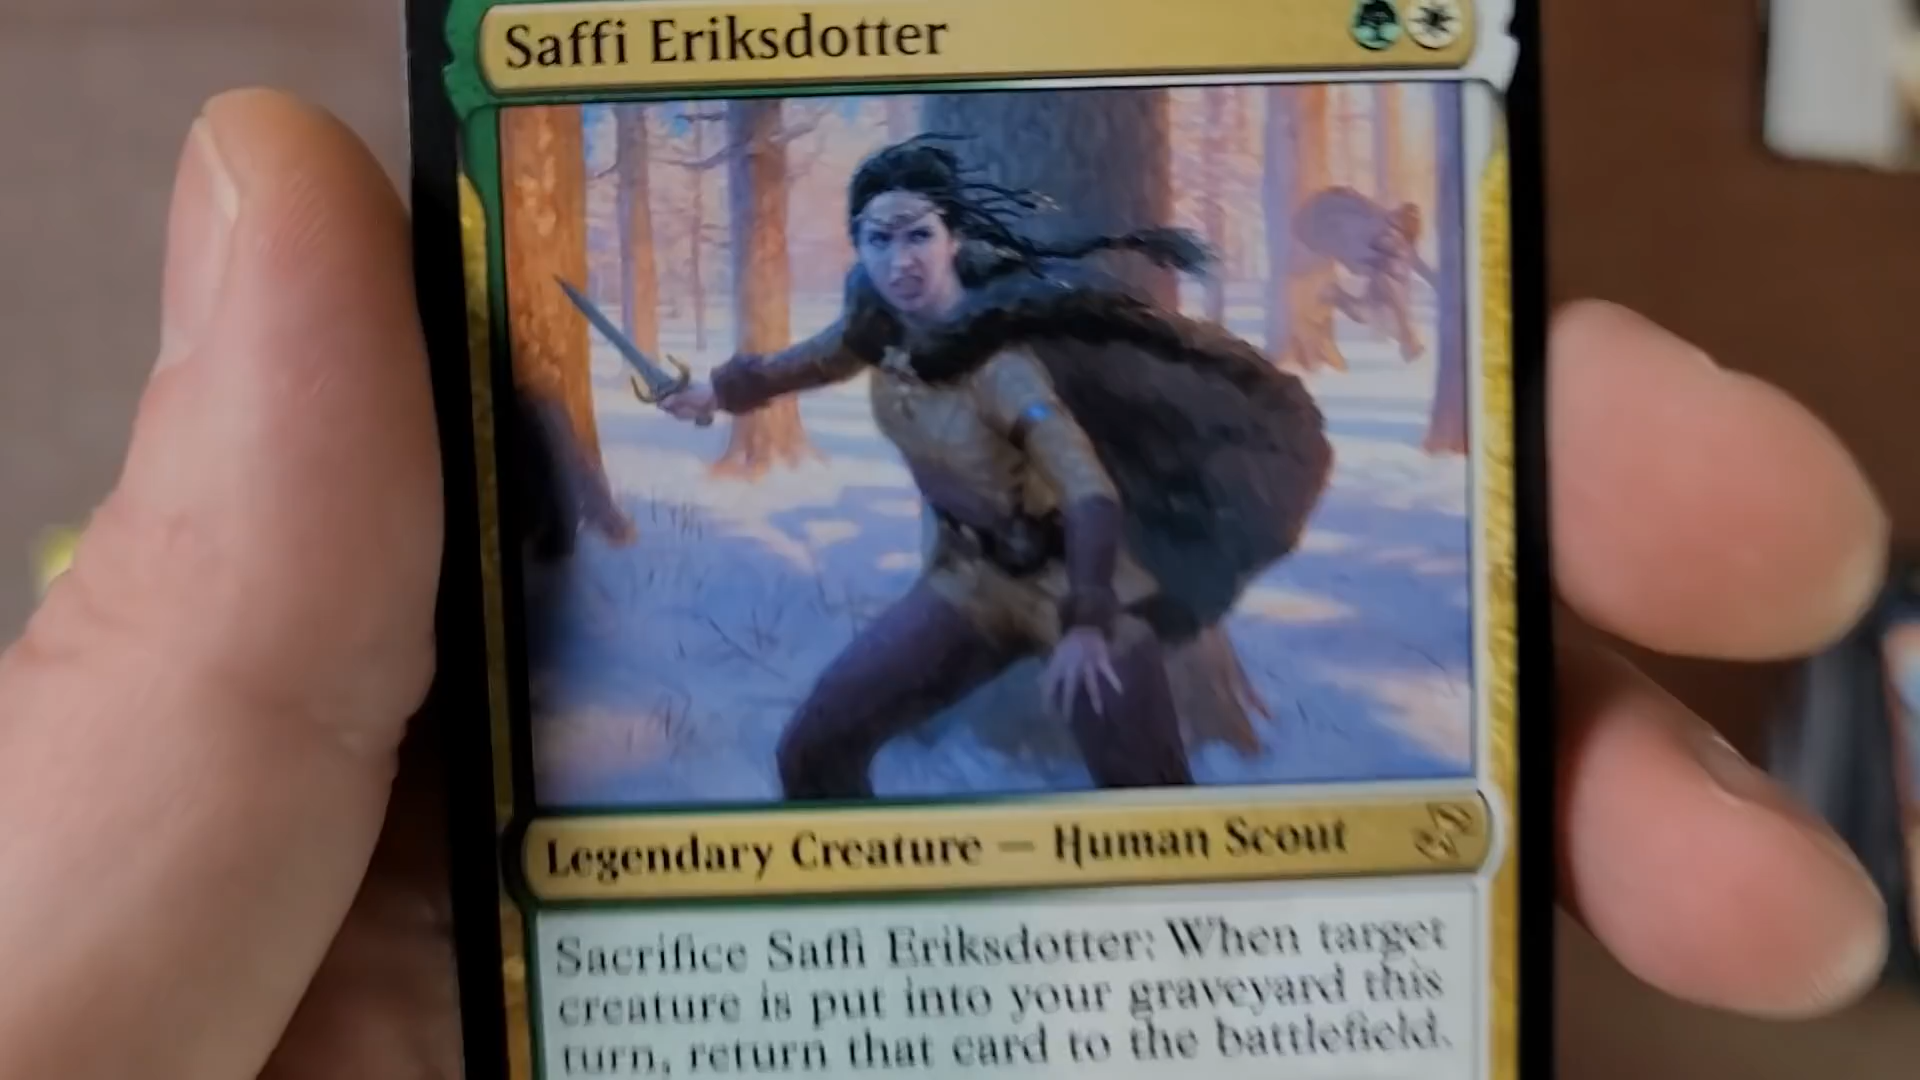 Saffi Eriksdotter
Legendary Creature — Human Scout
Sacrifice Saffi Eriksdotter: When target
creature is put into your graveyard this
turn, return that card to the battlefield.